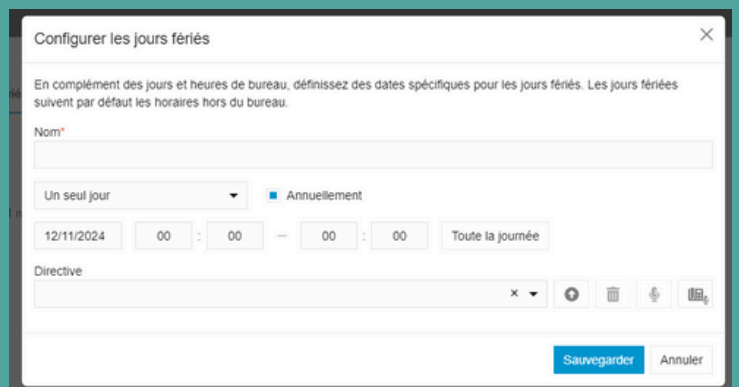 Configurer les jours fériés
En complément des jours et heures de bureau, définissez des dates spécifiques pour les jours fériés. Les jours fériées
suivent par défaut les horaires hors du bureau.
Nom*
Un seul jour
Annuellement
12/11/2024 00 : 00 — 00 : 00 Toute la journée
Directive
Sauvegarder Annuler